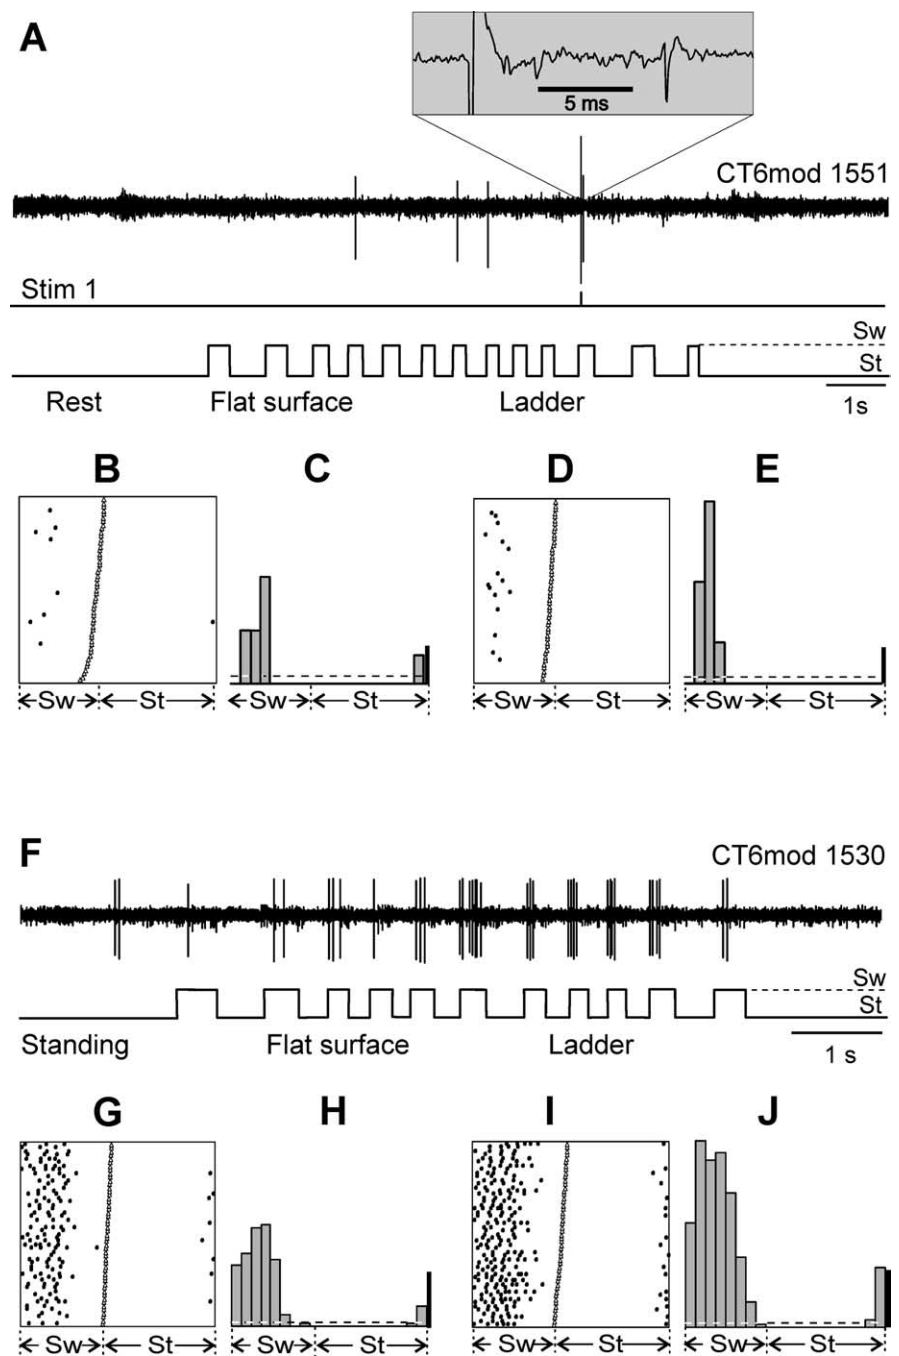 A
5 ms
CT6mod 1551
Stim 1
Sw
St
Rest Flat surface Ladder 1s
B C D E
Sw St Sw St Sw St Sw St
F
CT6mod 1530
Sw
St
Standing Flat surface Ladder 1 s
G H I J
Sw St Sw St Sw St Sw St